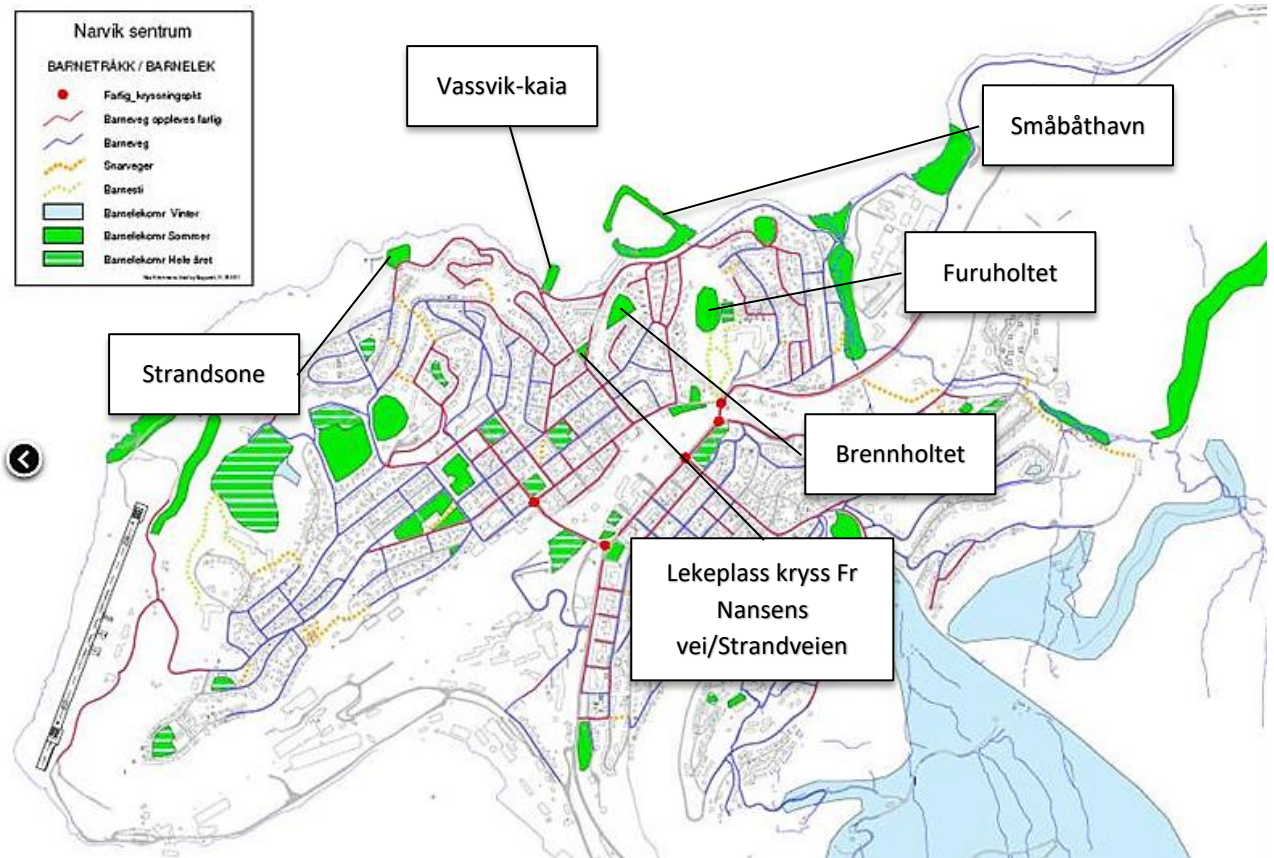 Narvik sentrum
BARNETRÅKK / BARNELEK
Farlig_kryssningspkt
Barneveg oppleves farlig
Barneveg
Snarveger
Barnesti
Barnelekomr Vinter
Barnelekomr Sommer
Barnelekomr Hele året
Vassvik-kaia
Småbåthavn
Furuholtet
Strandsone
Brennholtet
Lekeplass kryss Fr
Nansens
vei/Strandveien